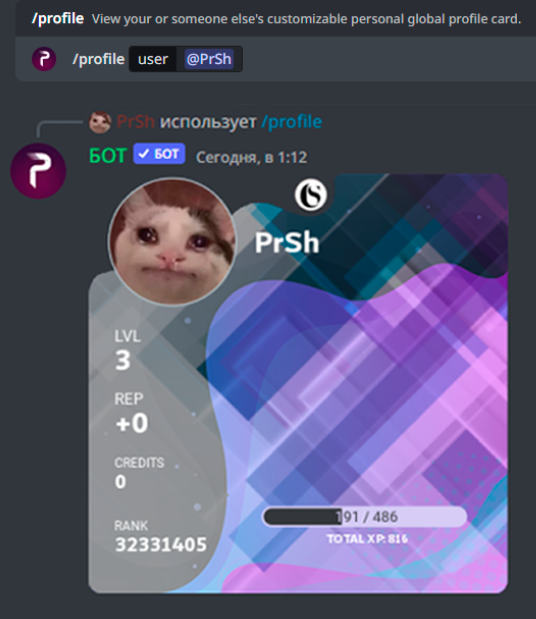 /profile View your or someone else's customizable personal global profile card.
/profile user @PrSh
PrSh использует /profile
БОТ ✓ БОТ Сегодня, в 1:12
PrSh
LVL
3
REP
+0
CREDITS
0
RANK
32331405
191 / 486
TOTAL XP: 816